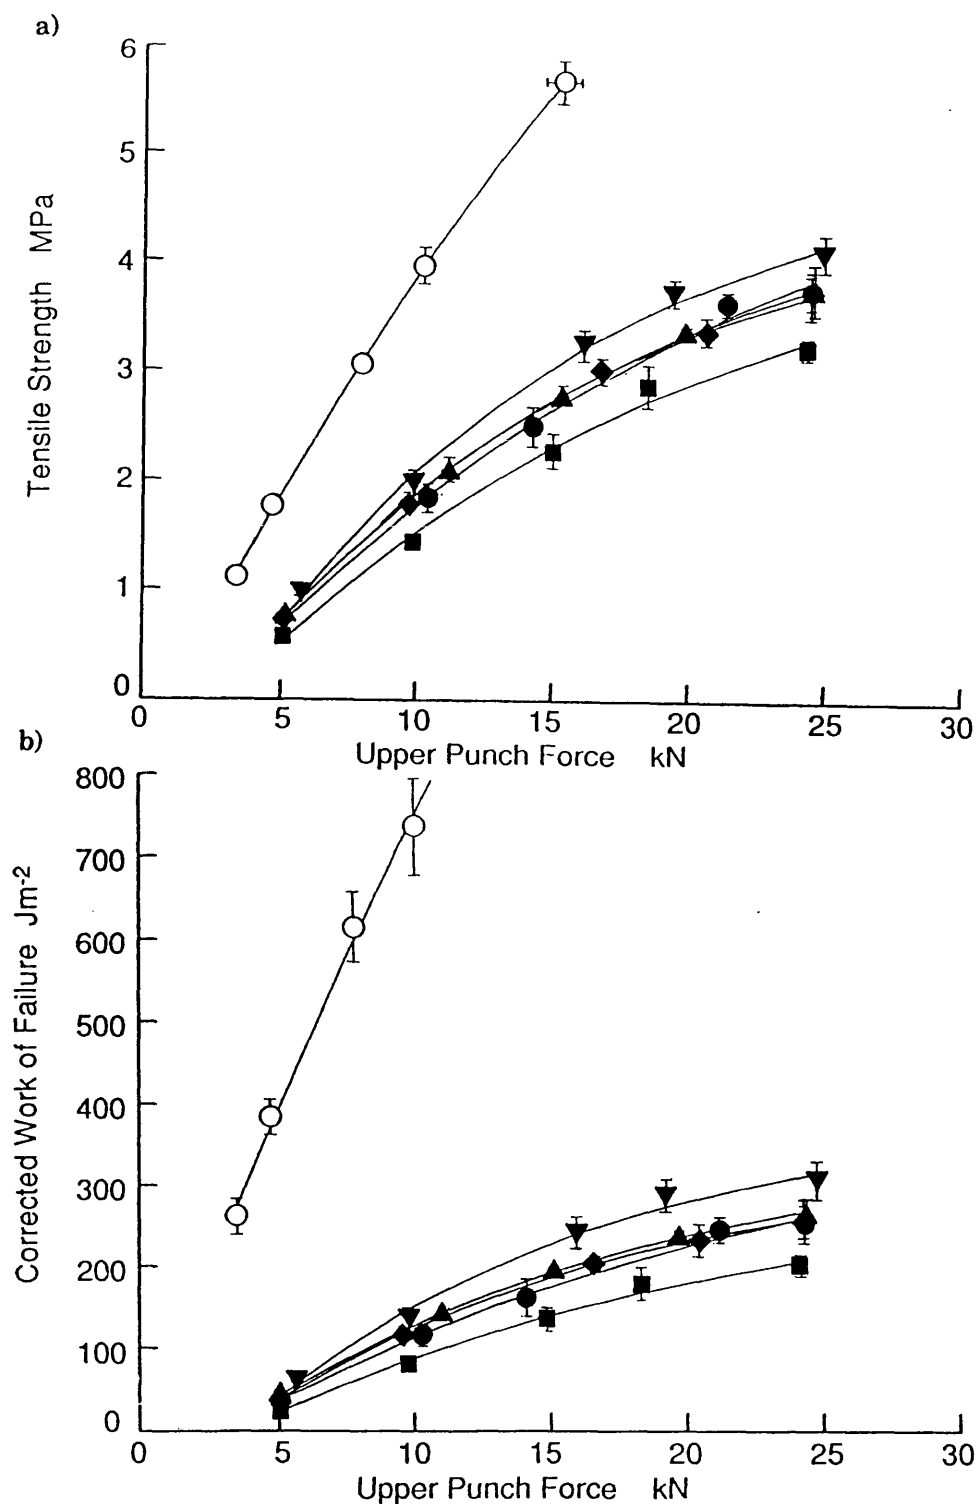 a)
6
5
4
3
2
1
0
Tensile Strength MPa
0 5 10 15 20 25 30
Upper Punch Force kN
b)
800
700
600
500
400
300
200
100
0
Corrected Work of Failure Jm-2
0 5 10 15 20 25 30
Upper Punch Force kN